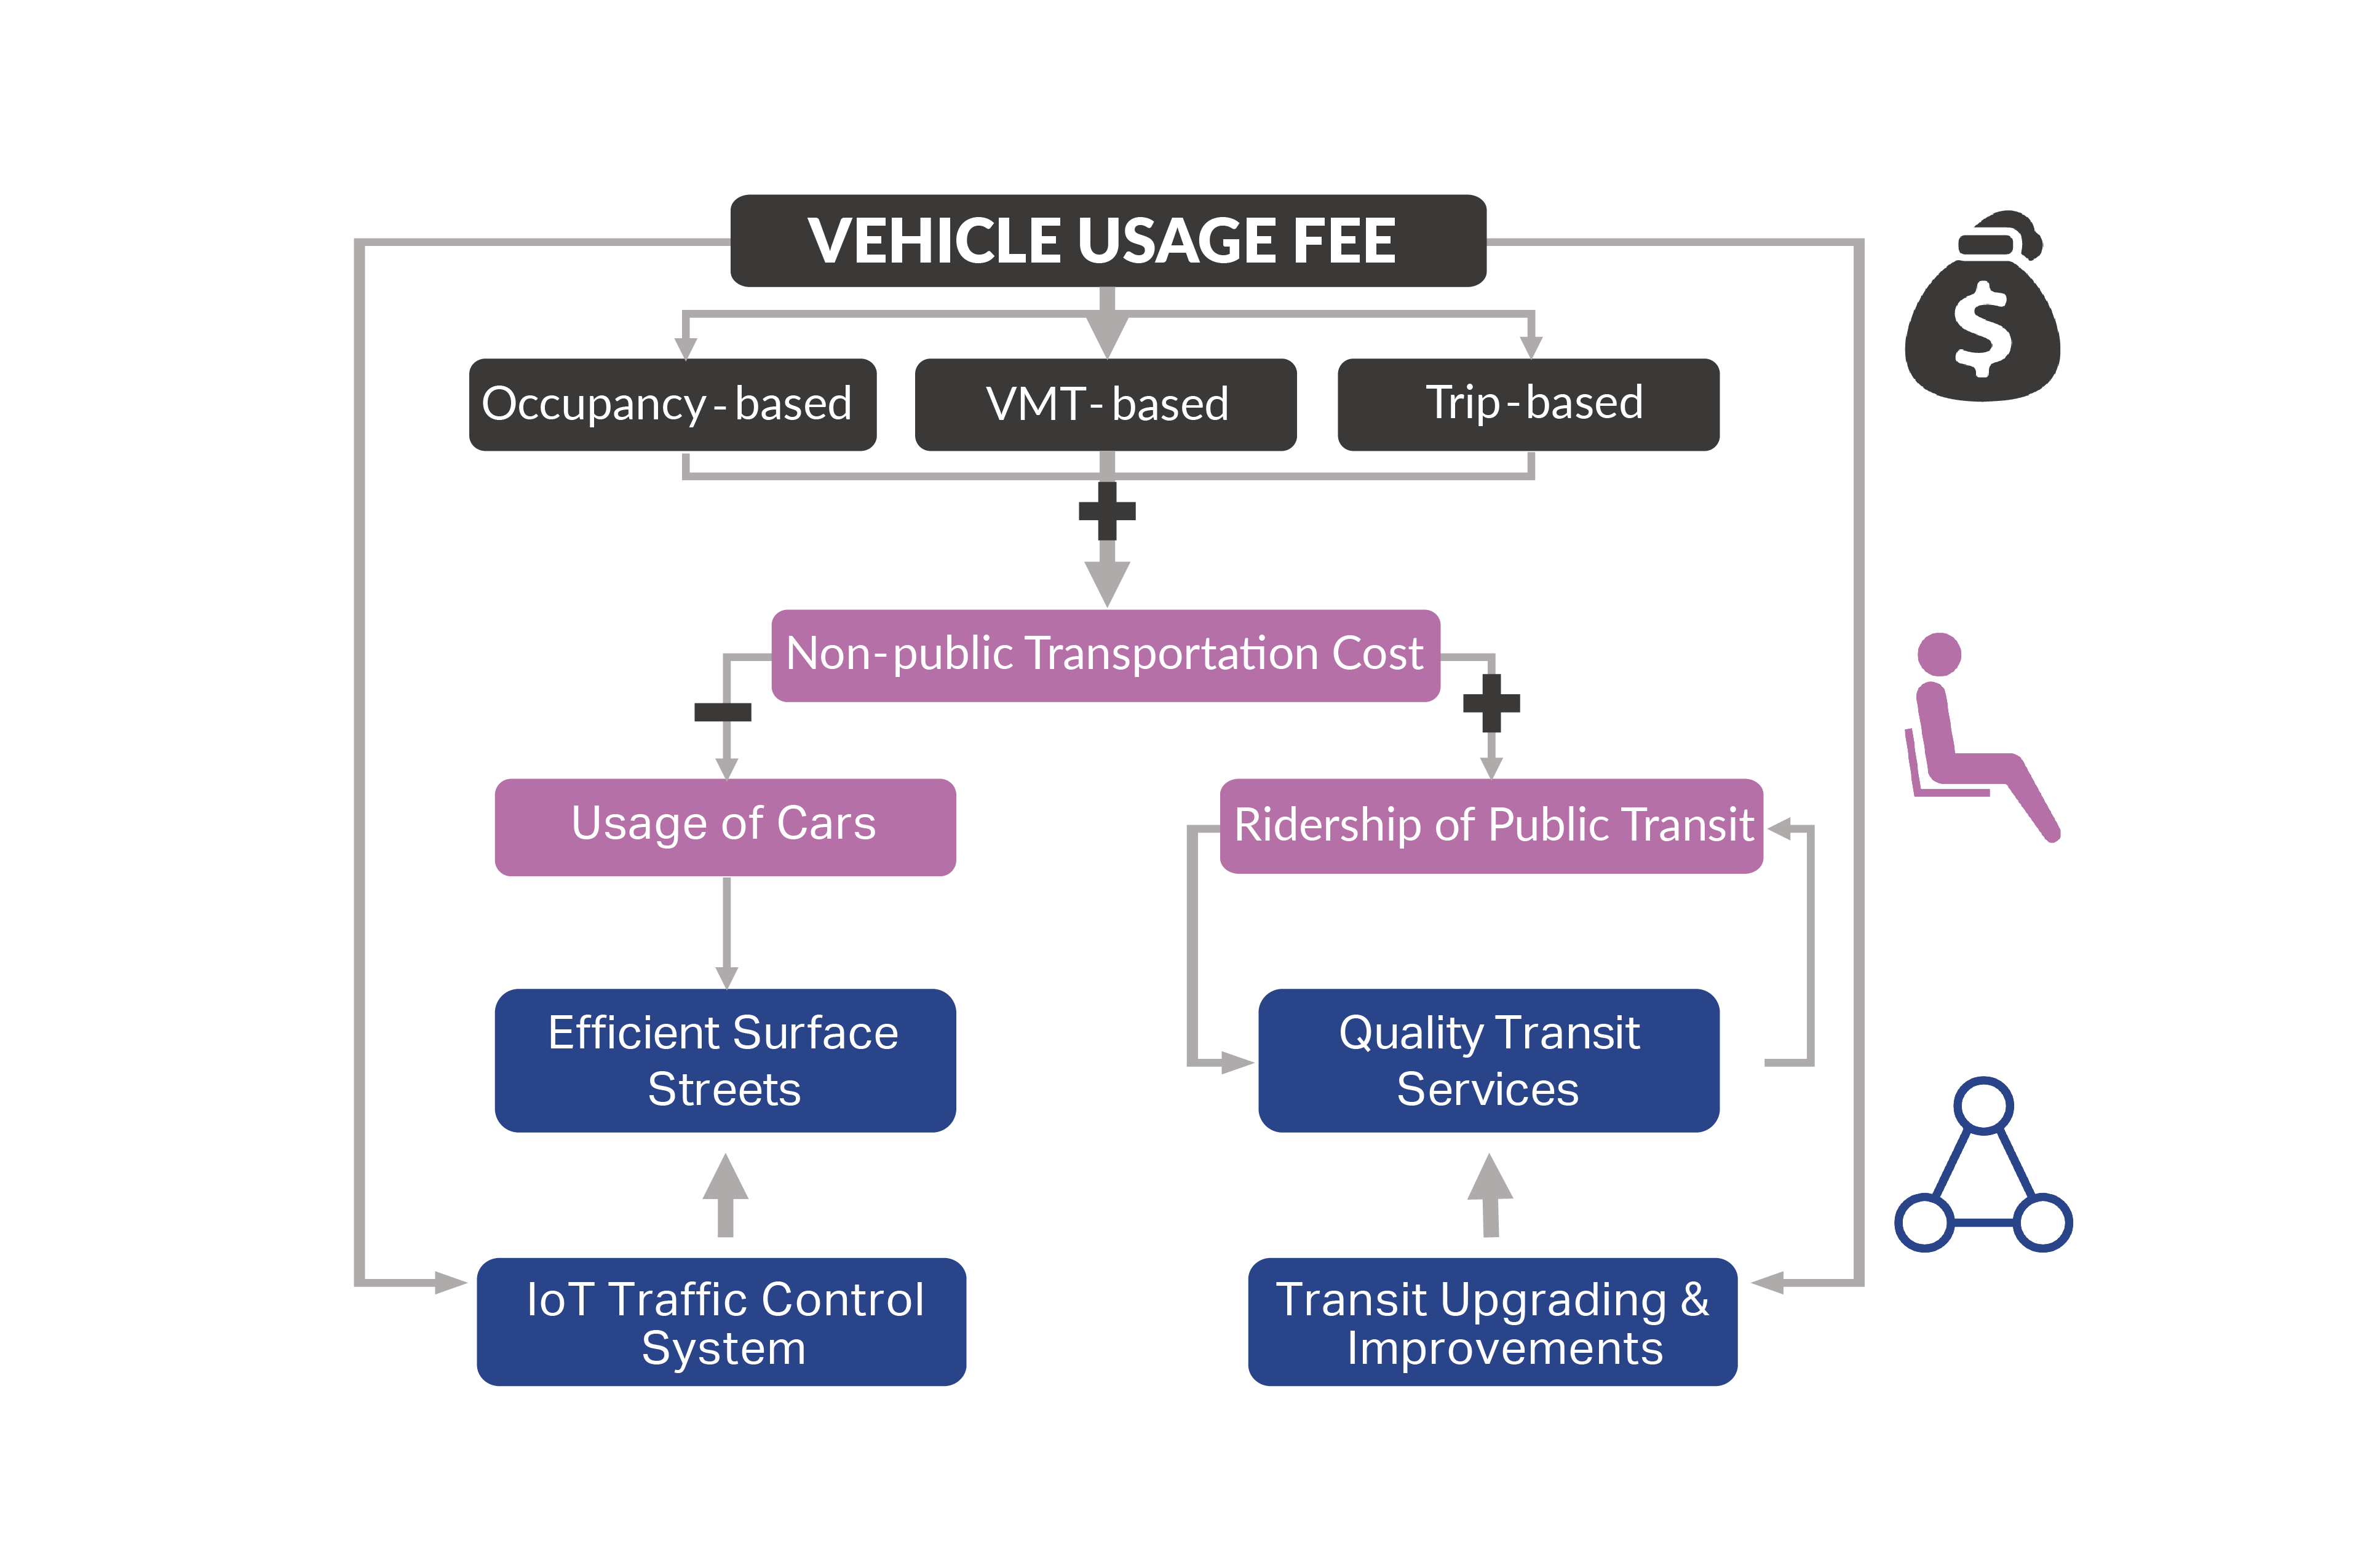 VEHICLE USAGE FEE
$
Occupancy-based
VMT-based
Trip-based
Non-public Transportation Cost
Usage of Cars
Ridership of Public Transit
Efficient Surface
Streets
Quality Transit
Services
IoT Traffic Control
System
Transit Upgrading &
Improvements